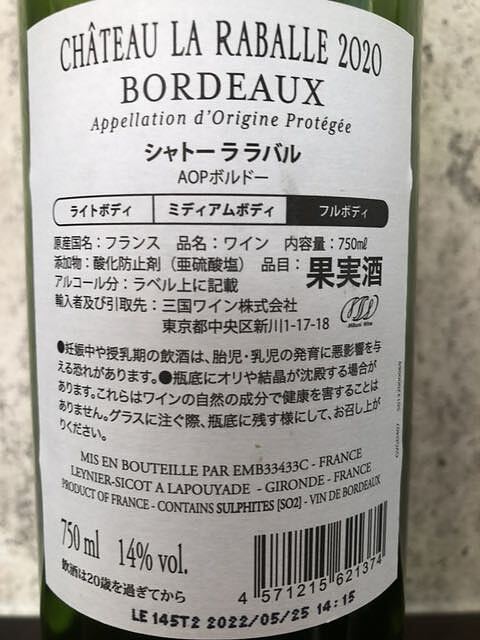 CHÂTEAU LA RABALLE 2020
BORDEAUX
Appellation d'Origine Protégée
シャトー ララバル
AOPボルドー
ライトボディ ミディアムボディ フルボディ
原産国名：フランス 品名：ワイン 内容量：750㎖
添加物：酸化防止剤（亜硫酸塩） 品目：果実酒
アルコール分：ラベル上に記載
輸入者及び引取先：三国ワイン株式会社
東京都中央区新川1-17-18
Mikuni Wine
●妊娠中や授乳期の飲酒は、胎児・乳児の発育に悪影響を与
える恐れがあります。●瓶底にオリや結晶が沈殿する場合が
あります。これらはワインの自然の成分で健康を害することは
ありません。グラスに注ぐ際、瓶底に残す様にして、お召し上が
りください。
MIS EN BOUTEILLE PAR EMB33433C - FRANCE
LEYNIER-SICOT A LAPOUYADE - GIRONDE - FRANCE
PRODUCT OF FRANCE - CONTAINS SULPHITES [SO2] - VIN DE BORDEAUX
750 ml 14% vol.
飲酒は20歳を過ぎてから
4 571215 621374
LE 145T2 2022/05/25 14:15